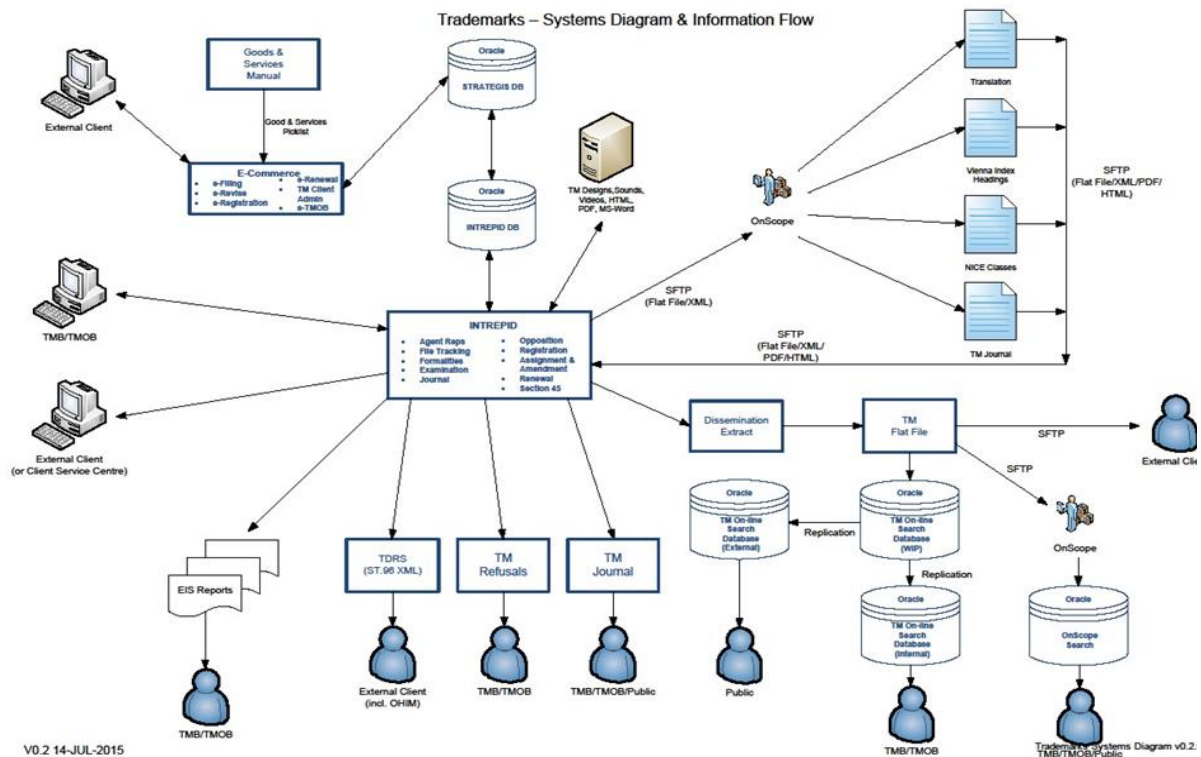 Trademarks – Systems Diagram & Information Flow
External Client
Goods &
Services
Manual
Good & Services
Picklist
E-Commerce
e-Filing
e-Revise
e-Registration
e-Renewal
TM Client
Admin
e-TMOB
Oracle
STRATEGIS DB
Oracle
INTREPID DB
TM Designs,Sounds,
Videos, HTML,
PDF, MS-Word
OnScope
Translation
Vienna Index
Headings
NICE Classes
TM Journal
SFTP
(Flat File/XML/PDF/
HTML)
SFTP
(Flat File/XML)
SFTP
(Flat File/XML/
PDF/HTML)
TMB/TMOB
INTREPID
Agent Reps
File Tracking
Formalities
Examination
Journal
Opposition
Registration
Assignment &
Amendment
Renewal
Section 45
External Client
(or Client Service Centre)
Dissemination
Extract
TM
Flat File
SFTP
External Clie
SFTP
OnScope
Oracle
TM On-line
Search
Database
(External)
Replication
Oracle
TM On-line
Search
Database
(WIP)
Replication
EIS Reports
TDRS
(ST.96 XML)
TM
Refusals
TM
Journal
Oracle
TM On-line
Search
Database
(Internal)
Oracle
OnScope
Search
TMB/TMOB
External Client
(incl. OHIM)
TMB/TMOB
TMB/TMOB/Public
Public
TMB/TMOB
TMB/TMOB/Public
V0.2 14-JUL-2015
Trademarks Systems Diagram v0.2.